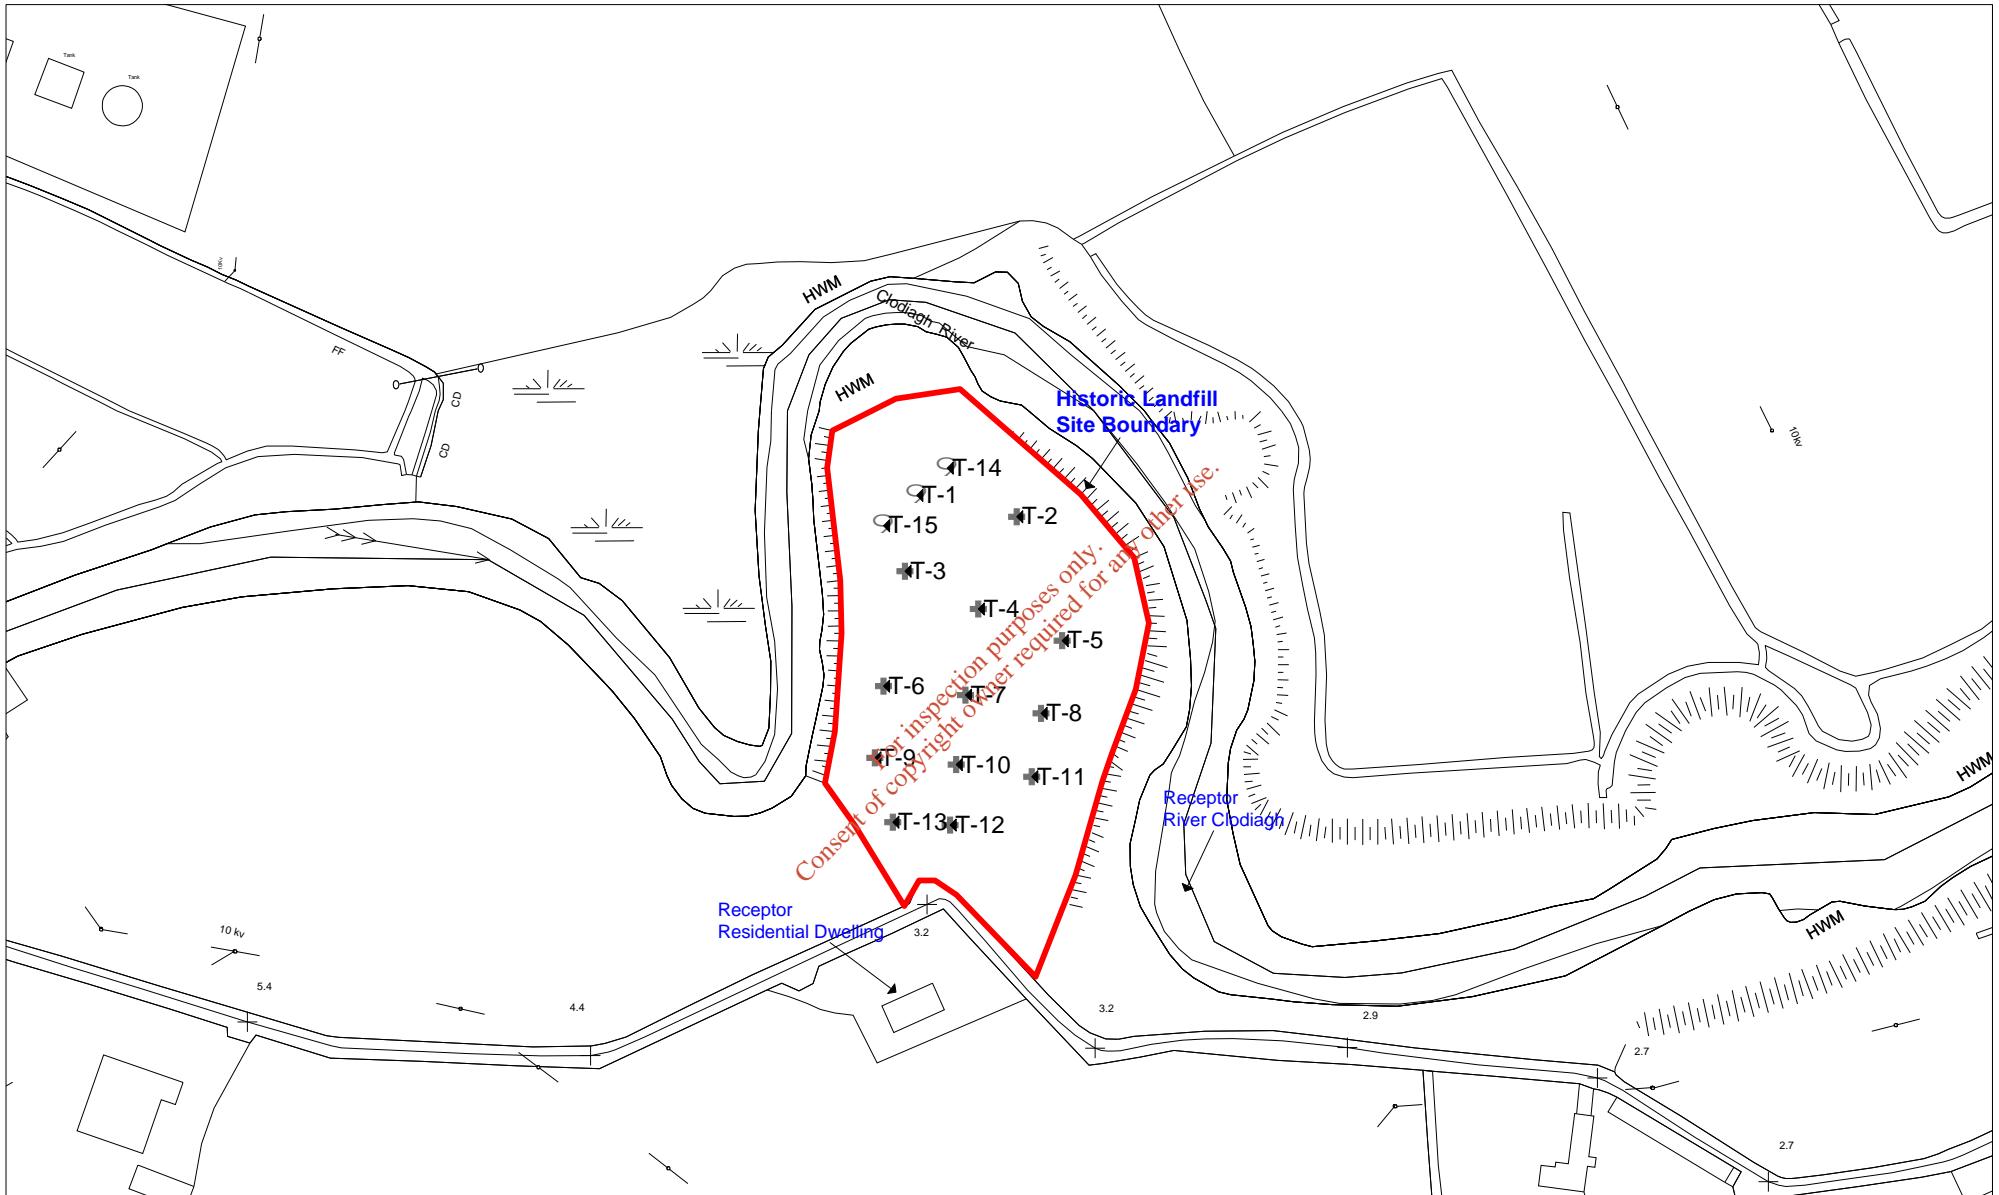 Tank
Tank
10Kv
FF
CD
CD
HWM
Clodiagh River
HWM
Historic Landfill
Site Boundary
10kv
T-14
T-1
T-15
T-2
T-3
T-4
T-5
T-6
T-7
T-8
T-9
T-10
T-11
T-13
T-12
For inspection purposes only.
Consent of copyright owner required for any other use.
Receptor
River Clodiagh
HWM
HWM
Receptor
Residential Dwelling
10 kv
3.2
5.4
4.4
3.2
2.9
2.7
2.7